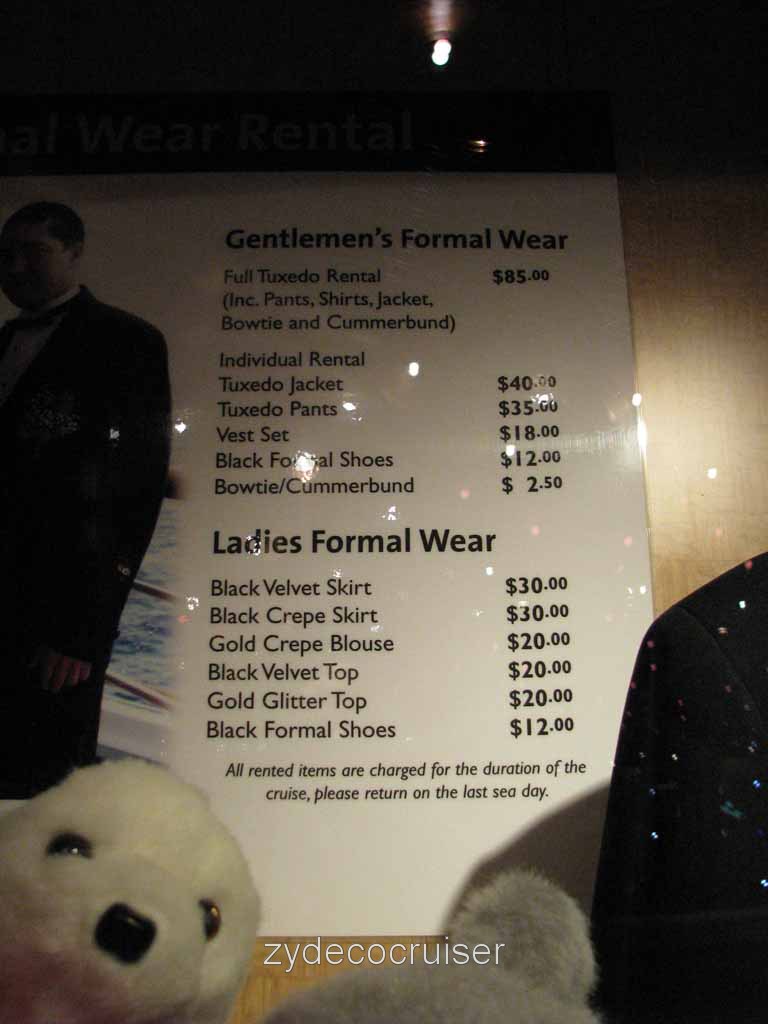 Wear Rental
Gentlemen's Formal Wear
Full Tuxedo Rental $85.00
(Inc. Pants, Shirts, Jacket,
Bowtie and Cummerbund)
Individual Rental
Tuxedo Jacket $40.00
Tuxedo Pants $35.00
Vest Set $18.00
Black Formal Shoes $12.00
Bowtie/Cummerbund $ 2.50
Ladies Formal Wear
Black Velvet Skirt $30.00
Black Crepe Skirt $30.00
Gold Crepe Blouse $20.00
Black Velvet Top $20.00
Gold Glitter Top $20.00
Black Formal Shoes $12.00
All rented items are charged for the duration of the
cruise, please return on the last sea day.
zydecocruiser